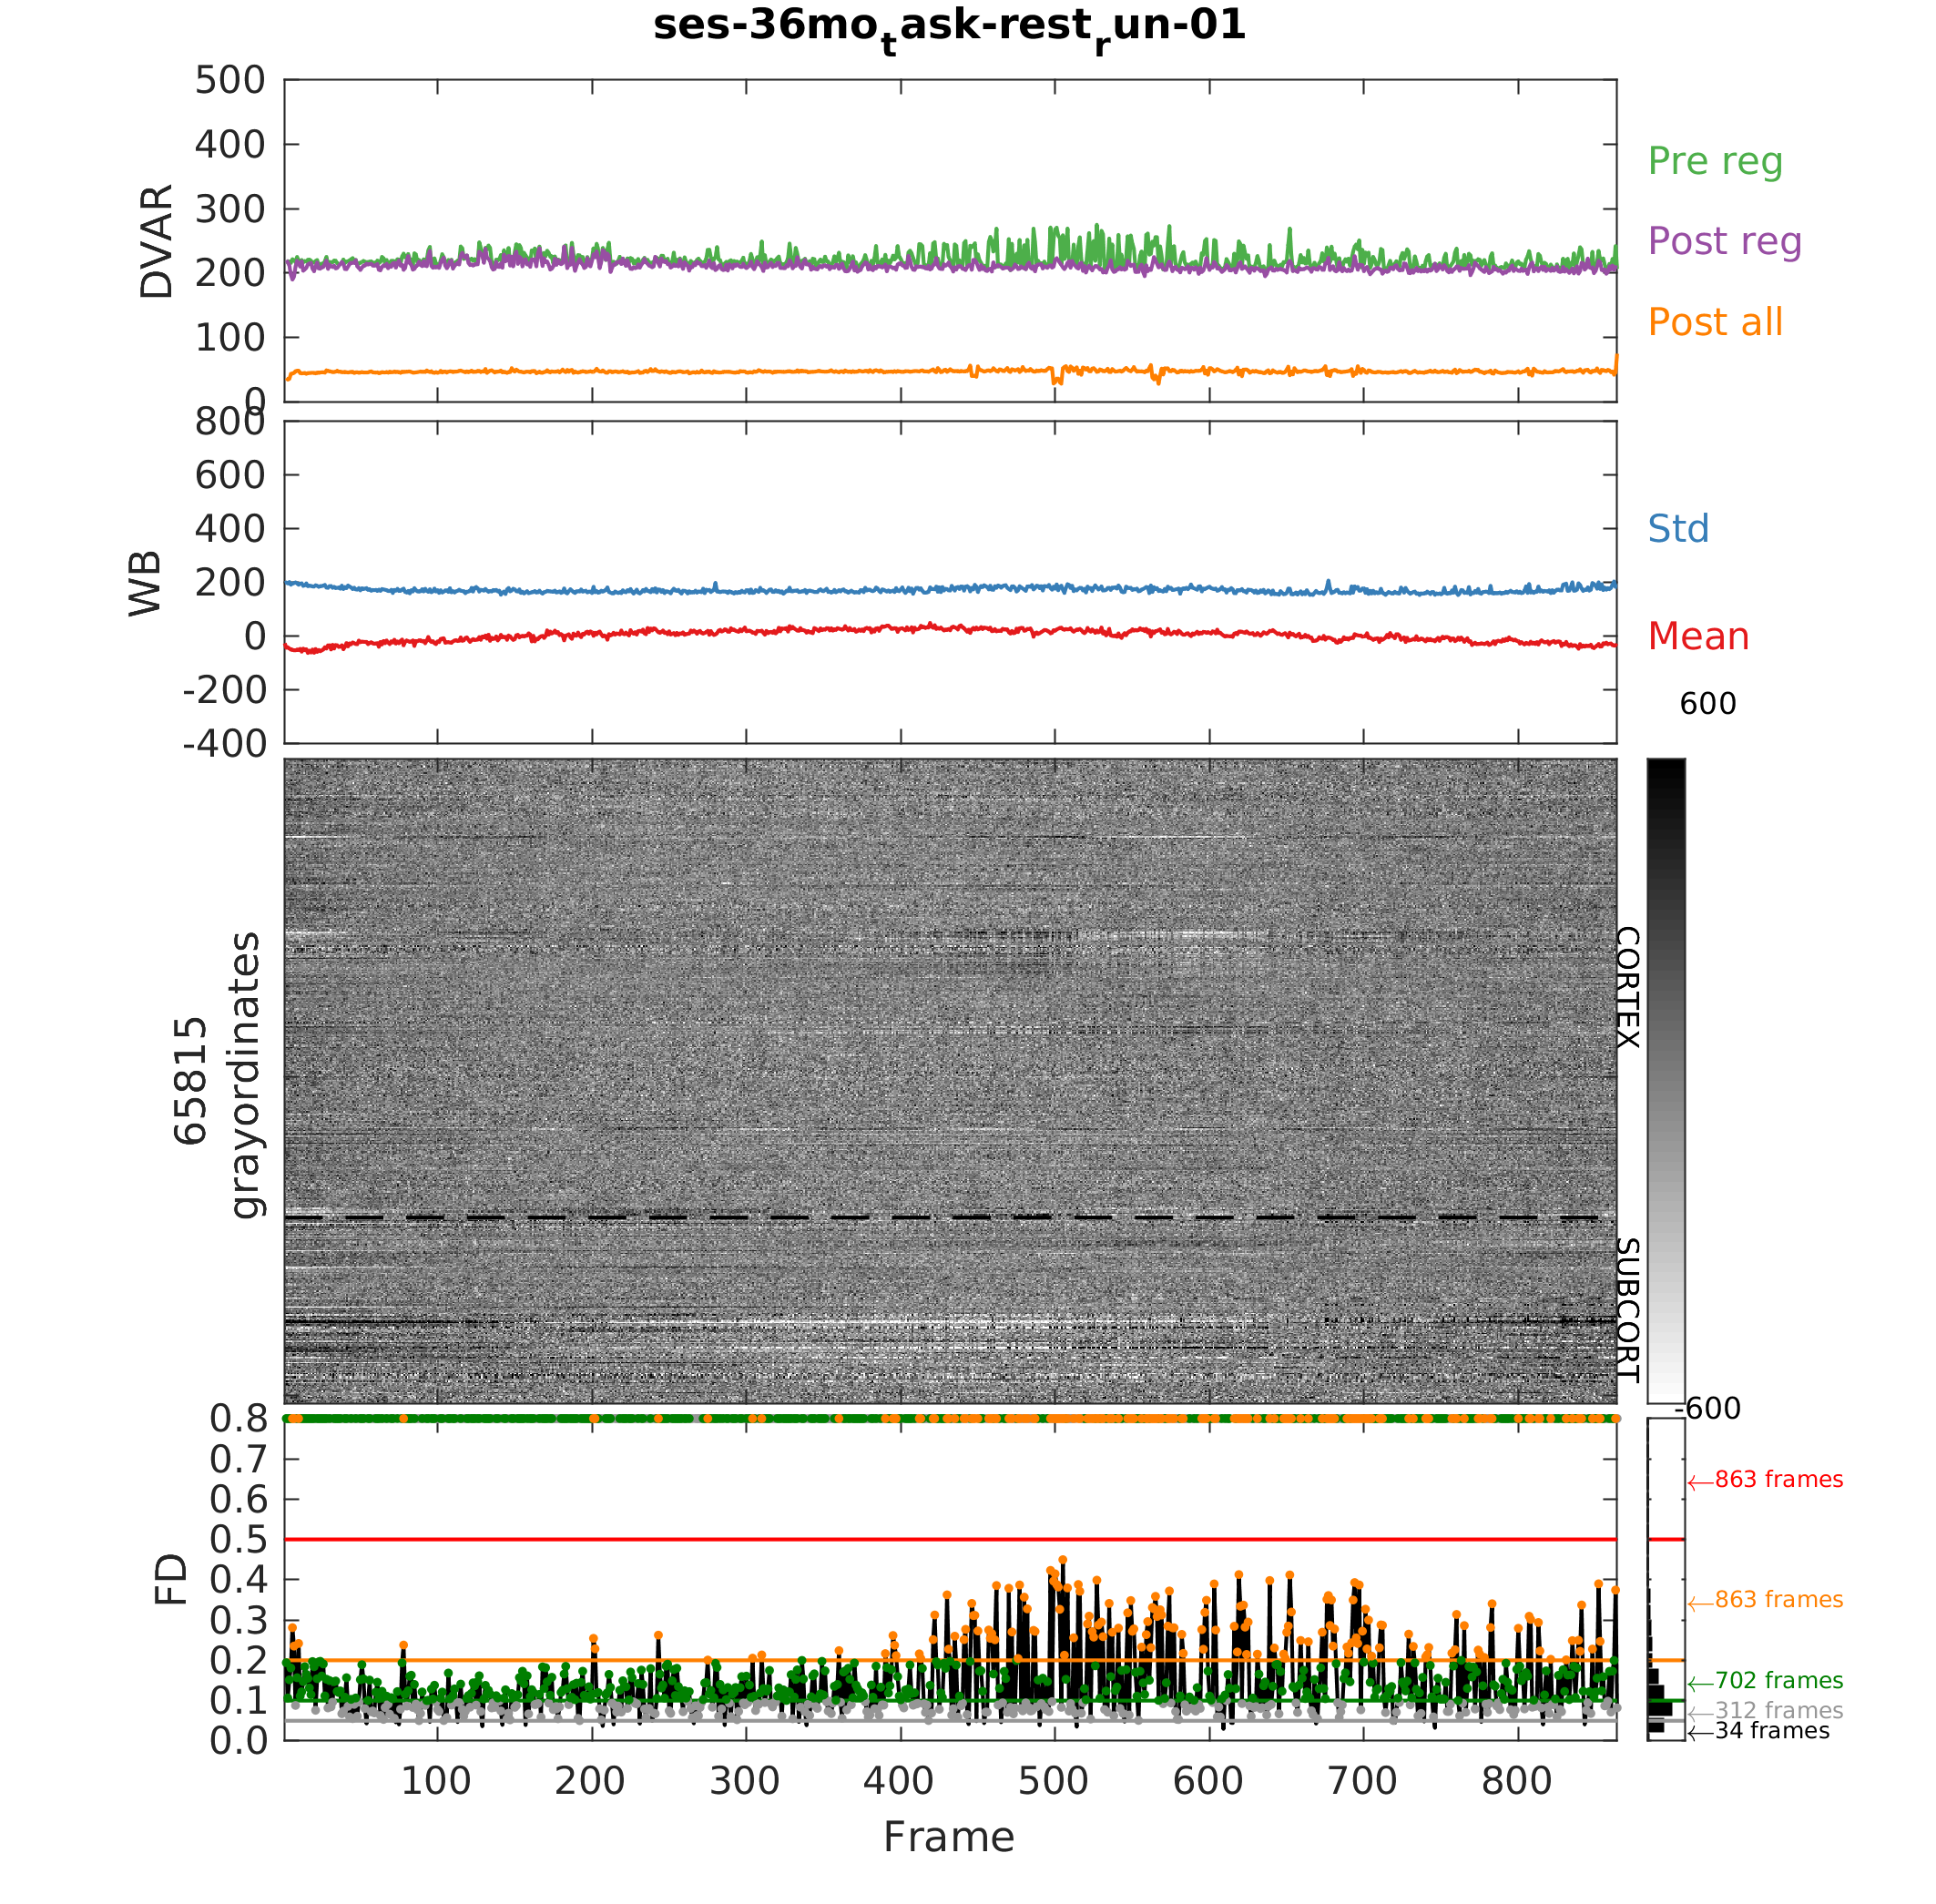 ses-36mo_task-rest_run-01
500
400
300
200
100
0
DVAR
Pre reg
Post reg
Post all
800
600
400
200
0
-200
-400
WB
Std
Mean
600
65815
grayordinates
CORTEX
SUBCORT
-600
0.8
0.7
0.6
0.5
0.4
0.3
0.2
0.1
0.0
FD
←863 frames
←863 frames
←702 frames
←312 frames
←34 frames
100 200 300 400 500 600 700 800
Frame